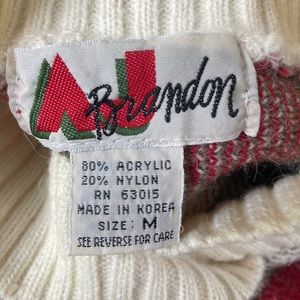 AJ Brandon
80% ACRYLIC
20% NYLON
RN 63015
MADE IN KOREA
SIZE: M
SEE REVERSE FOR CARE